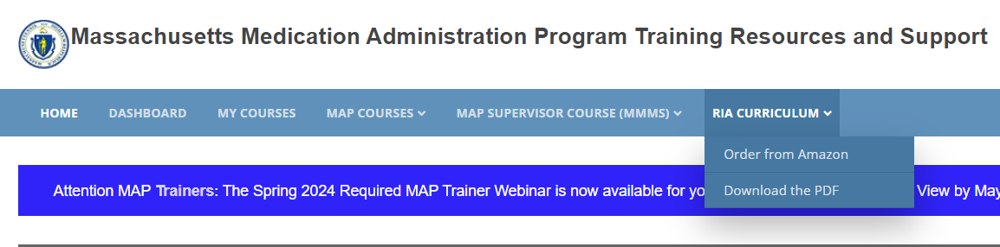 Massachusetts Medication Administration Program Training Resources and Support
HOME DASHBOARD MY COURSES MAP COURSES MAP SUPERVISOR COURSE (MMMS) RIA CURRICULUM
Order from Amazon
Download the PDF
Attention MAP Trainers: The Spring 2024 Required MAP Trainer Webinar is now available for yo View by May